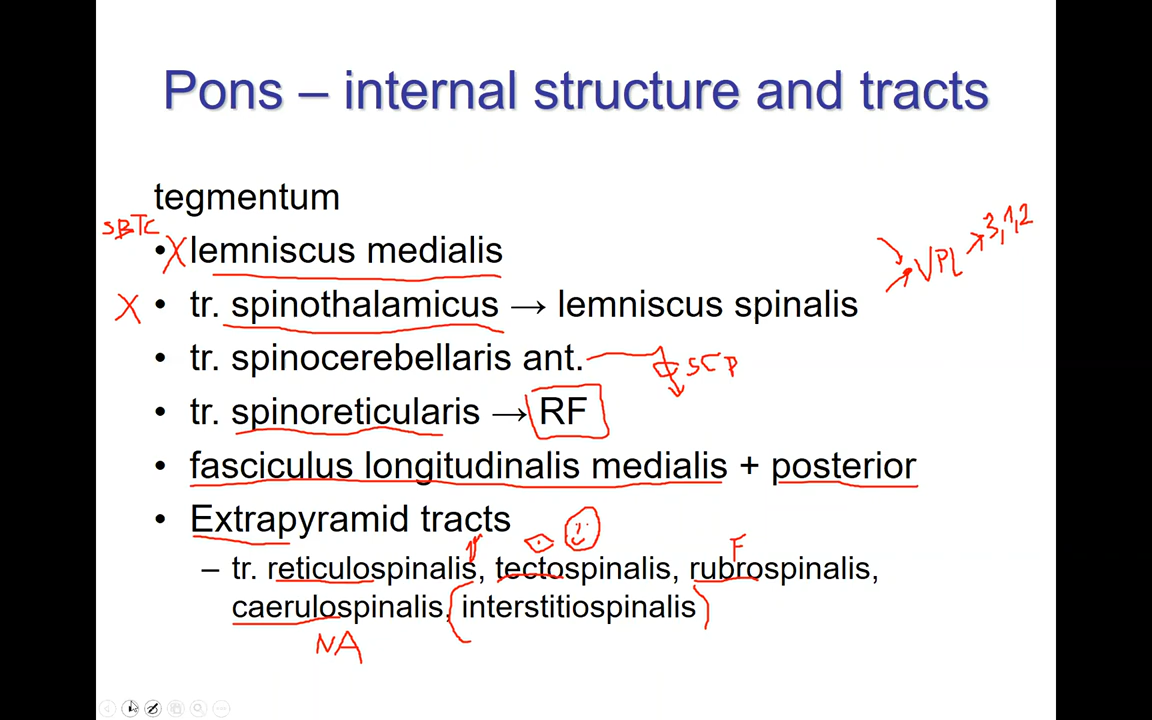 Pons – internal structure and tracts
tegmentum
SBTC
• X lemniscus medialis
VPL → 3, 1, 2
X • tr. spinothalamicus → lemniscus spinalis
• tr. spinocerebellaris ant. SCP
• tr. spinoreticularis → RF
• fasciculus longitudinalis medialis + posterior
• Extrapyramid tracts
F
– tr. reticulospinalis, tectospinalis, rubrospinalis,
caerulospinalis, (interstitiospinalis)
NA